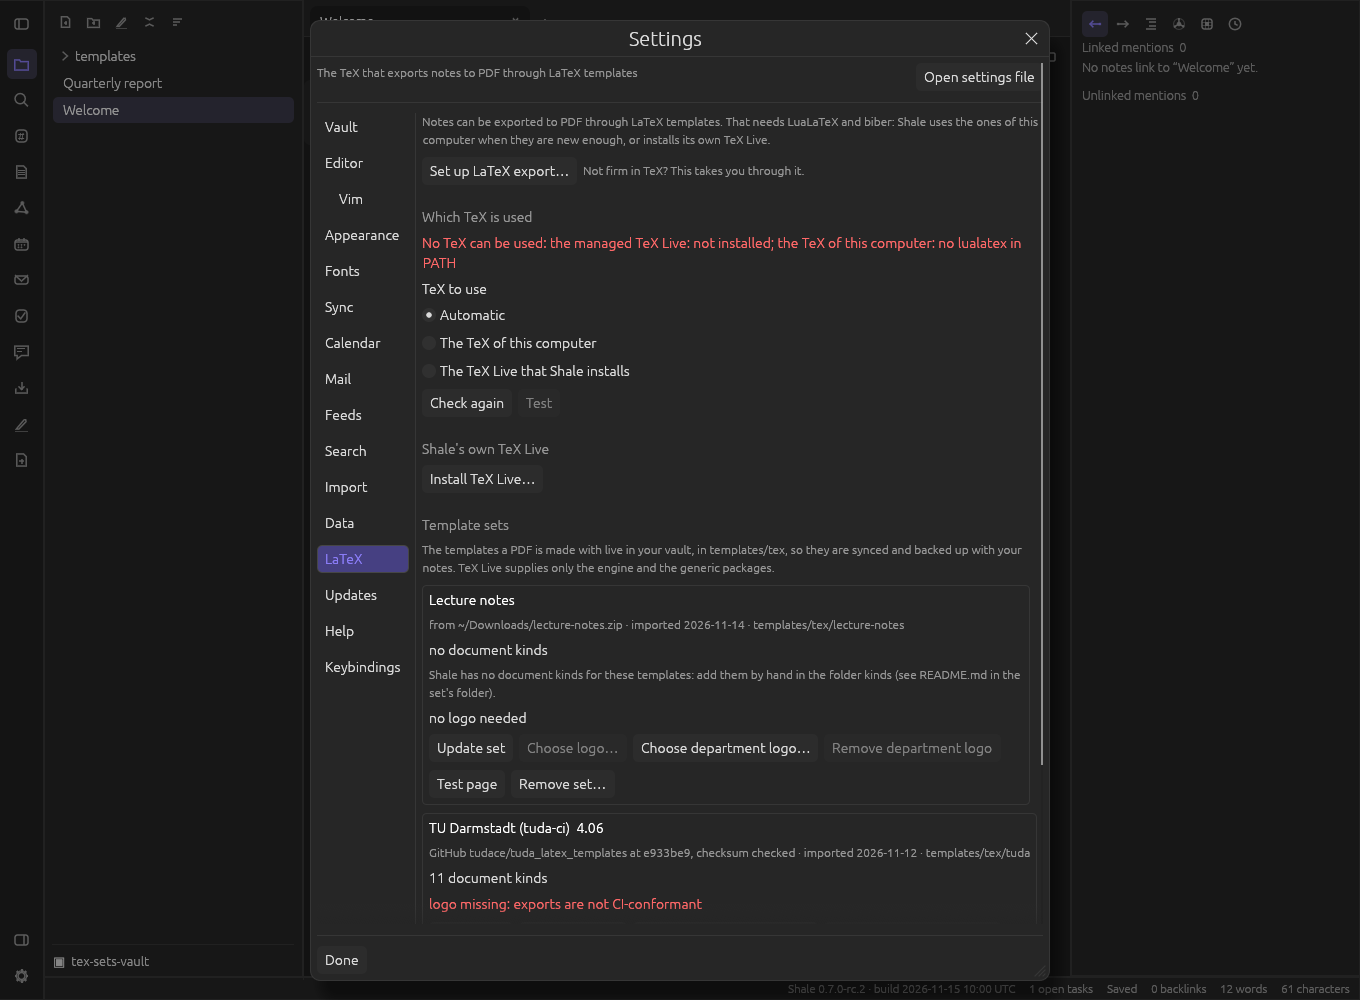 Settings
The TeX that exports notes to PDF through LaTeX templates
Open settings file
templates
Quarterly report
Welcome
tex-sets-vault
Vault
Editor
Vim
Appearance
Fonts
Sync
Calendar
Mail
Feeds
Search
Import
Data
LaTeX
Updates
Help
Keybindings
Notes can be exported to PDF through LaTeX templates. That needs LuaLaTeX and biber: Shale uses the ones of this
computer when they are new enough, or installs its own TeX Live.
Set up LaTeX export… Not firm in TeX? This takes you through it.
Which TeX is used
No TeX can be used: the managed TeX Live: not installed; the TeX of this computer: no lualatex in
PATH
TeX to use
Automatic
The TeX of this computer
The TeX Live that Shale installs
Check again Test
Shale's own TeX Live
Install TeX Live…
Template sets
The templates a PDF is made with live in your vault, in templates/tex, so they are synced and backed up with your
notes. TeX Live supplies only the engine and the generic packages.
Lecture notes
from ~/Downloads/lecture-notes.zip · imported 2026-11-14 · templates/tex/lecture-notes
no document kinds
Shale has no document kinds for these templates: add them by hand in the folder kinds (see README.md in the
set's folder).
no logo needed
Update set Choose logo… Choose department logo… Remove department logo
Test page Remove set…
TU Darmstadt (tuda-ci) 4.06
GitHub tudace/tuda_latex_templates at e933be9, checksum checked · imported 2026-11-12 · templates/tex/tuda
11 document kinds
logo missing: exports are not CI-conformant
Done
Linked mentions 0
No notes link to “Welcome” yet.
Unlinked mentions 0
Shale 0.7.0-rc.2 · build 2026-11-15 10:00 UTC 1 open tasks Saved 0 backlinks 12 words 61 characters